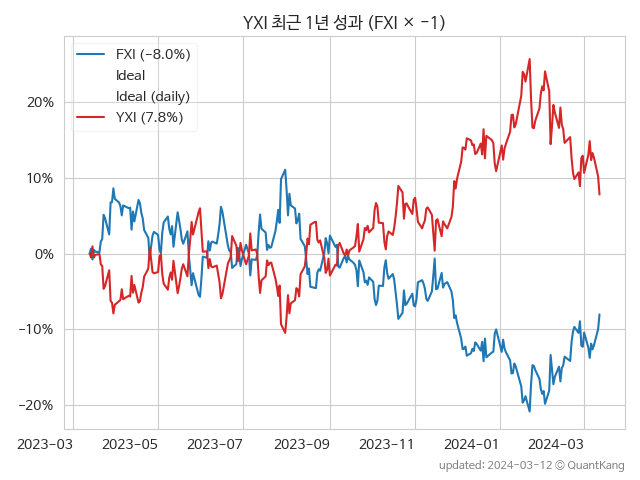 YXI 최근 1년 성과 (FXI × -1)
FXI (-8.0%)
Ideal
Ideal (daily)
YXI (7.8%)
20%
10%
0%
-10%
-20%
2023-03 2023-05 2023-07 2023-09 2023-11 2024-01 2024-03
updated: 2024-03-12 © QuantKang